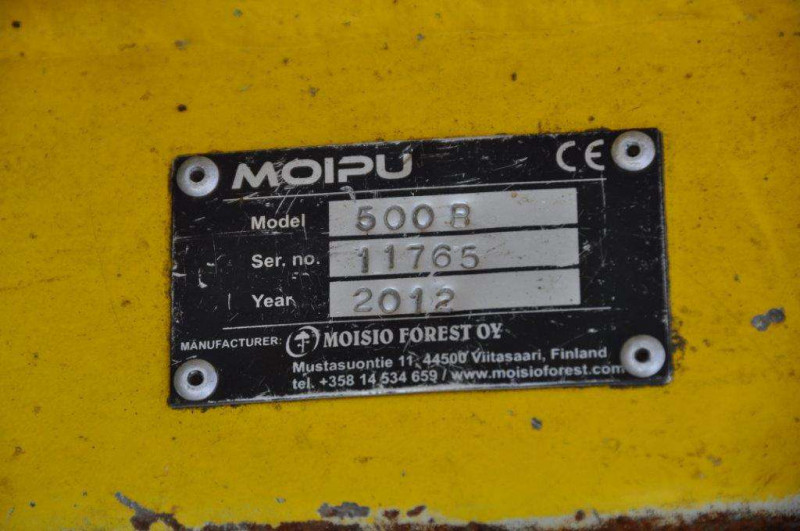 MOIPU CE
Model 500R
Ser. no. 11765
Year 2012
MANUFACTURER: MOISIO FOREST OY
Mustasuontie 11, 44500 Viitasaari, Finland
tel. +358 14 534 659 / www.moisioforest.com